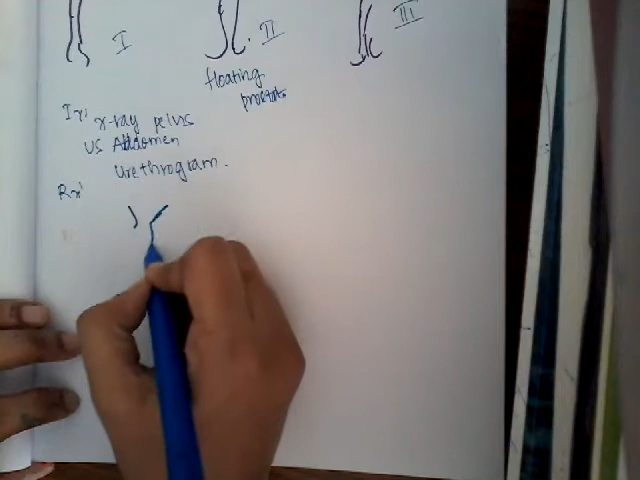 I
II
III
floating
prostate
Ix:
x-ray pelvis
US Abdomen
urethrogram.
Rx: